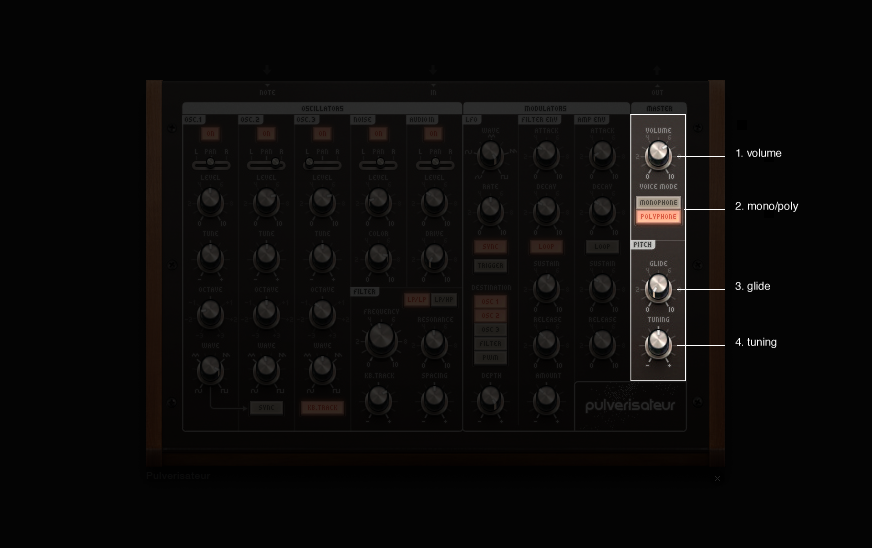 NOTE
IN
OUT
OSCILLATORS
MODULATORS
MASTER
OSC.1
OSC.2
OSC.3
NOISE
AUDIO IN
LFO
FILTER ENV
AMP ENV
ON
ON
ON
ON
ON
L PAN R
L PAN R
L PAN R
L PAN R
L PAN R
WAVE
ATTACK
ATTACK
VOLUME
1. volume
LEVEL
LEVEL
LEVEL
LEVEL
LEVEL
RATE
DECAY
DECAY
VOICE MODE
MONOPHONE
POLYPHONE
2. mono/poly
TUNE
TUNE
TUNE
COLOR
DRIVE
SYNC
LOOP
LOOP
PITCH
TRIGGER
SUSTAIN
SUSTAIN
GLIDE
3. glide
OCTAVE
OCTAVE
OCTAVE
FILTER
LP/LP
LP/HP
DESTINATION
OSC 1
OSC 2
OSC 3
FILTER
FREQUENCY
RESONANCE
RELEASE
RELEASE
TUNING
4. tuning
WAVE
WAVE
WAVE
KB.TRACK
SPACING
DEPTH
AMOUNT
SYNC
KB.TRACK
pulverisateur
Pulverisateur